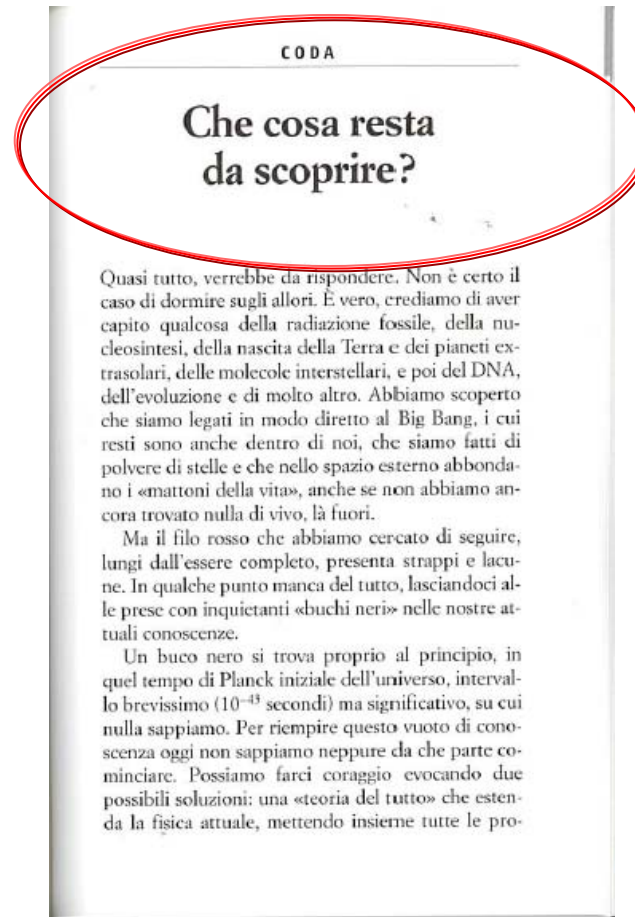 CODA
Che cosa resta
da scoprire?
Quasi tutto, verrebbe da rispondere. Non è certo il
caso di dormire sugli allori. È vero, crediamo di aver
capito qualcosa della radiazione fossile, della nu-
cleosintesi, della nascita della Terra e dei pianeti ex-
trasolari, delle molecole interstellari, e poi del DNA,
dell'evoluzione e di molto altro. Abbiamo scoperto
che siamo legati in modo diretto al Big Bang, i cui
resti sono anche dentro di noi, che siamo fatti di
polvere di stelle e che nello spazio esterno abbonda-
no i «mattoni della vita», anche se non abbiamo an-
cora trovato nulla di vivo, là fuori.
Ma il filo rosso che abbiamo cercato di seguire,
lungi dall'essere completo, presenta strappi e lacu-
ne. In qualche punto manca del tutto, lasciandoci al-
le prese con inquietanti «buchi neri» nelle nostre at-
tuali conoscenze.
Un buco nero si trova proprio al principio, in
quel tempo di Planck iniziale dell'universo, interval-
lo brevissimo (10⁻⁴³ secondi) ma significativo, su cui
nulla sappiamo. Per riempire questo vuoto di cono-
scenza oggi non sappiamo neppure da che parte co-
minciare. Possiamo farci coraggio evocando due
possibili soluzioni: una «teoria del tutto» che esten-
da la fisica attuale, mettendo insieme tutte le pro-